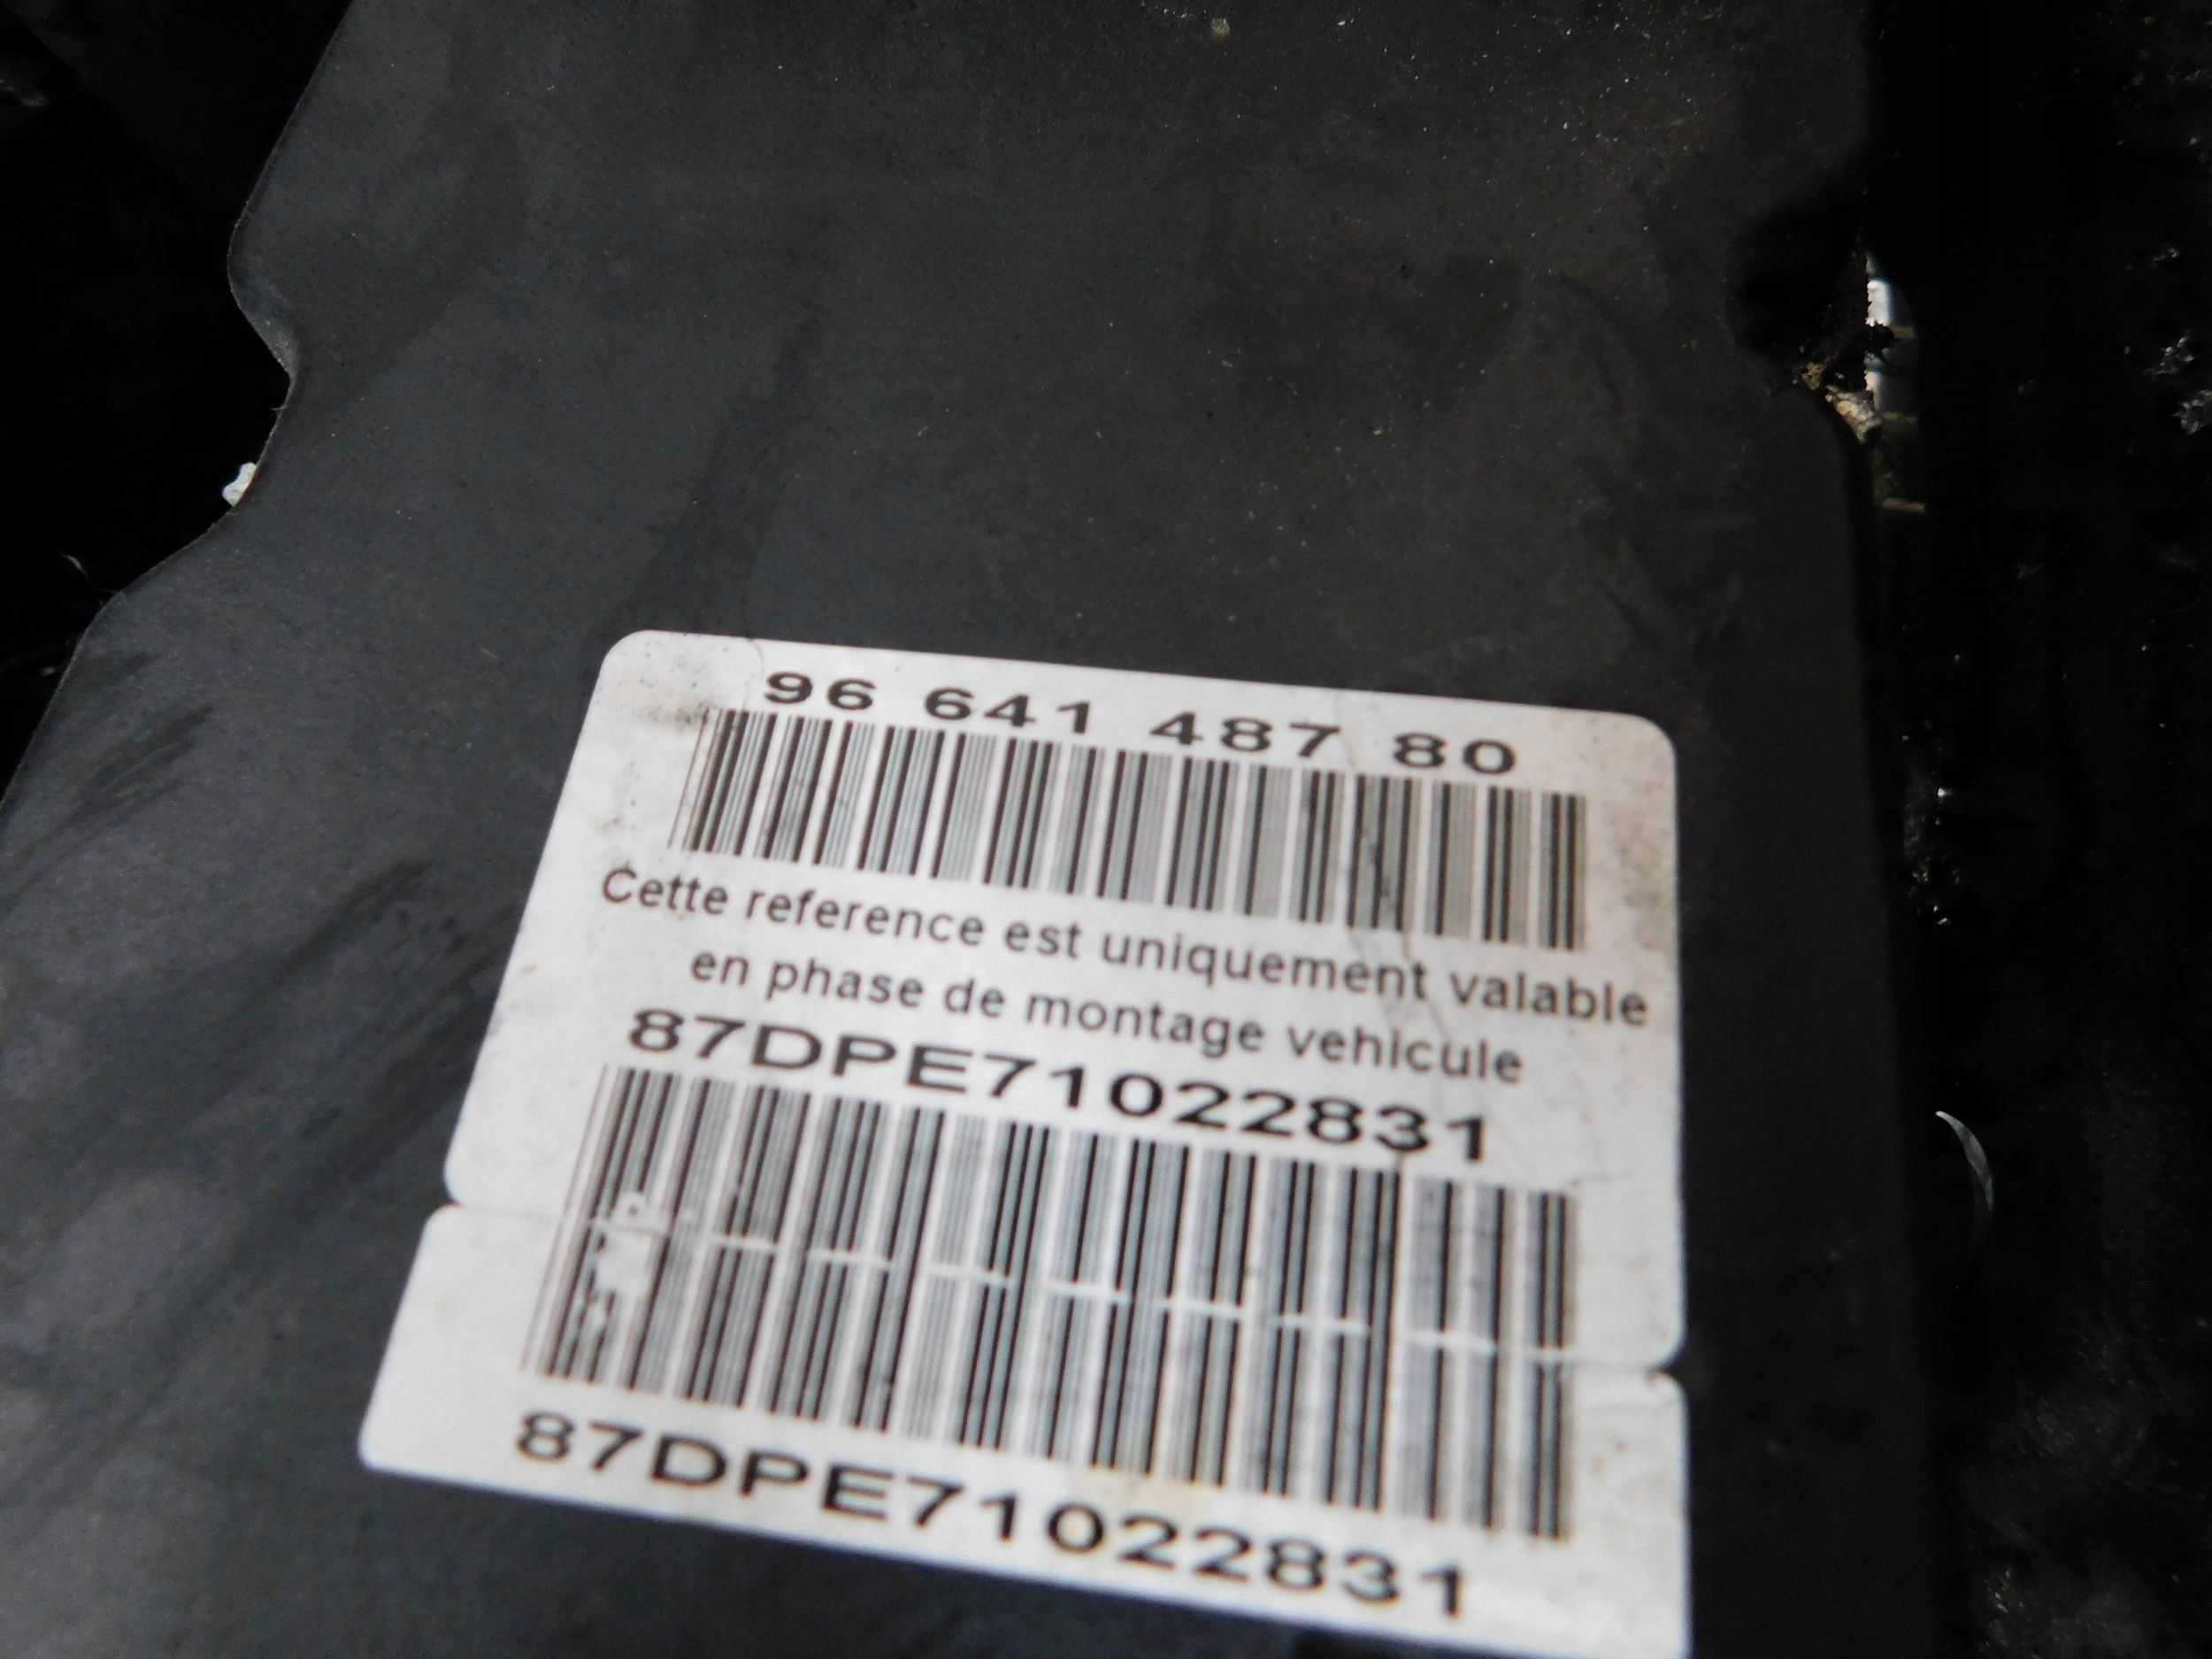 96 641 487 80
Cette reference est uniquement valable
en phase de montage vehicule
87DPE71022831
87DPE71022831